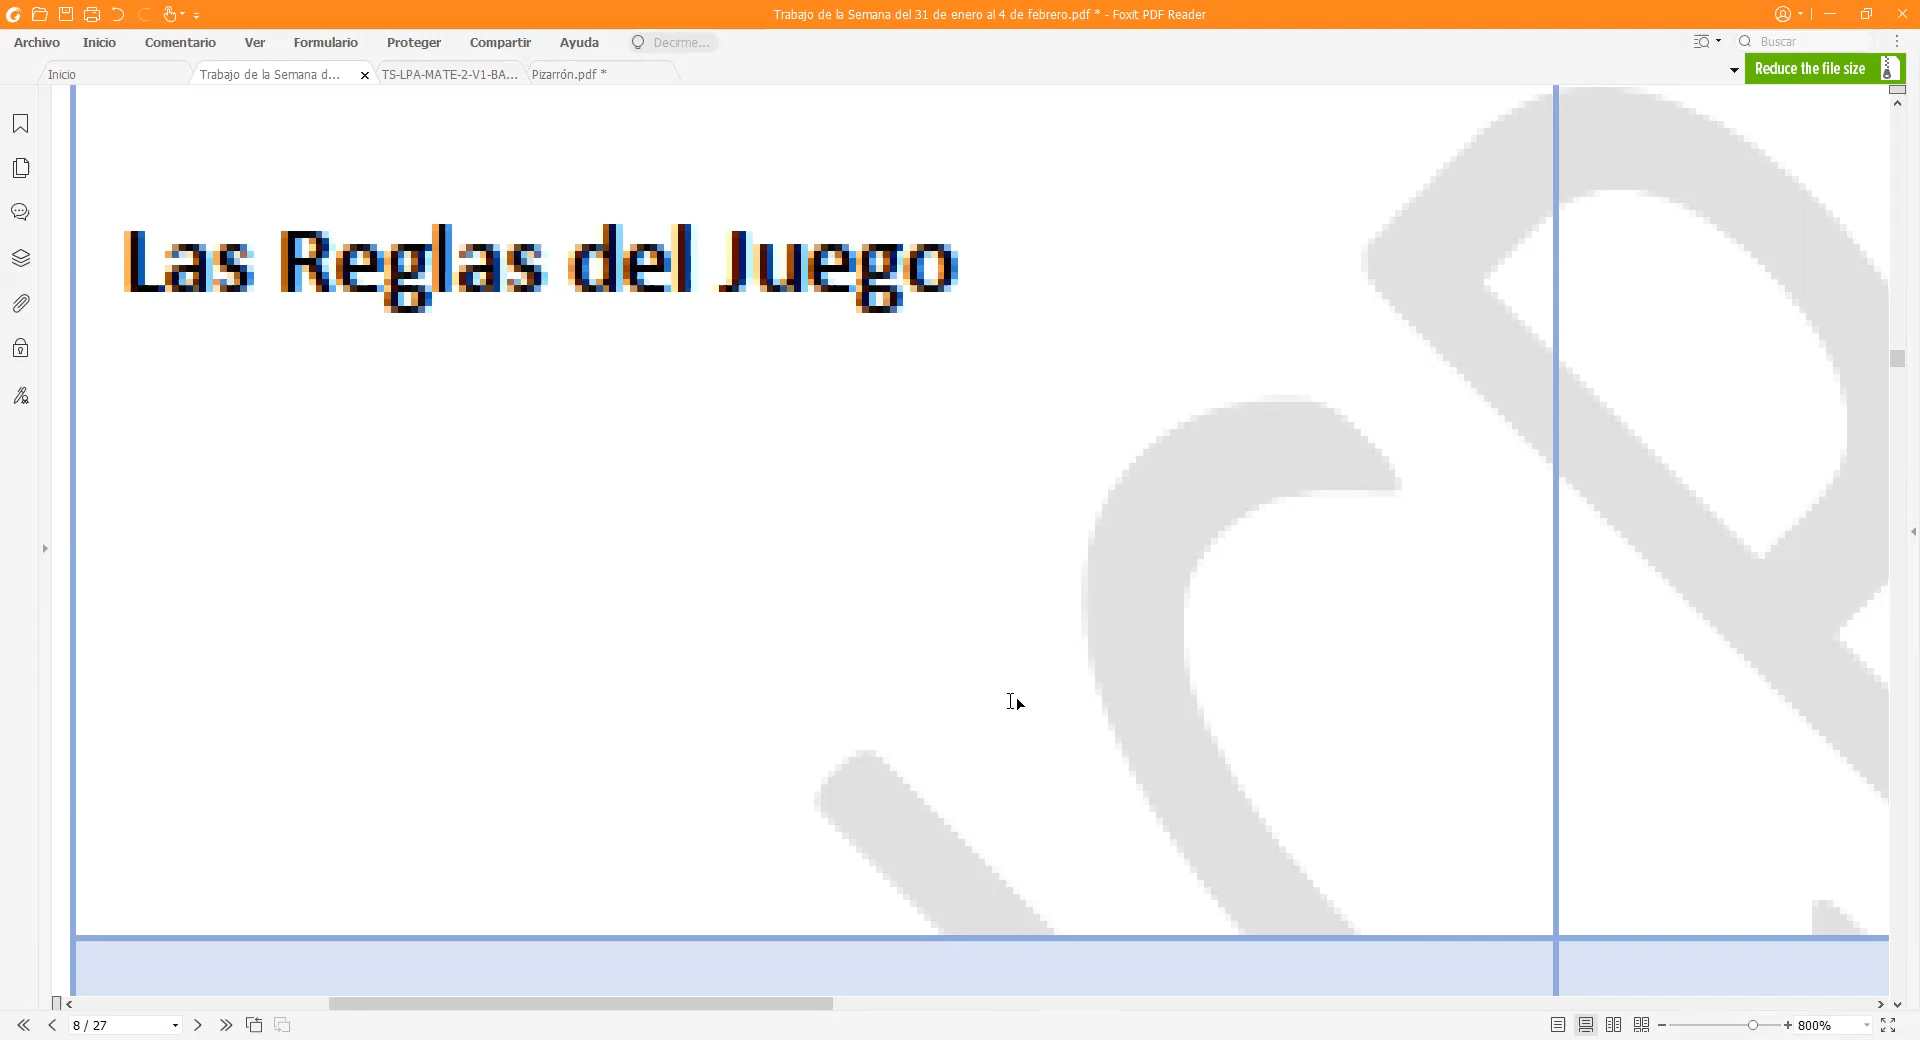 Trabajo de la Semana del 31 de enero al 4 de febrero.pdf * - Foxit PDF Reader
Archivo Inicio Comentario Ver Formulario Proteger Compartir Ayuda Decirme... Buscar
Inicio Trabajo de la Semana d... TS-LPA-MATE-2-V1-BA... Pizarrón.pdf * Reduce the file size
Las Reglas del Juego
8 / 27 800%